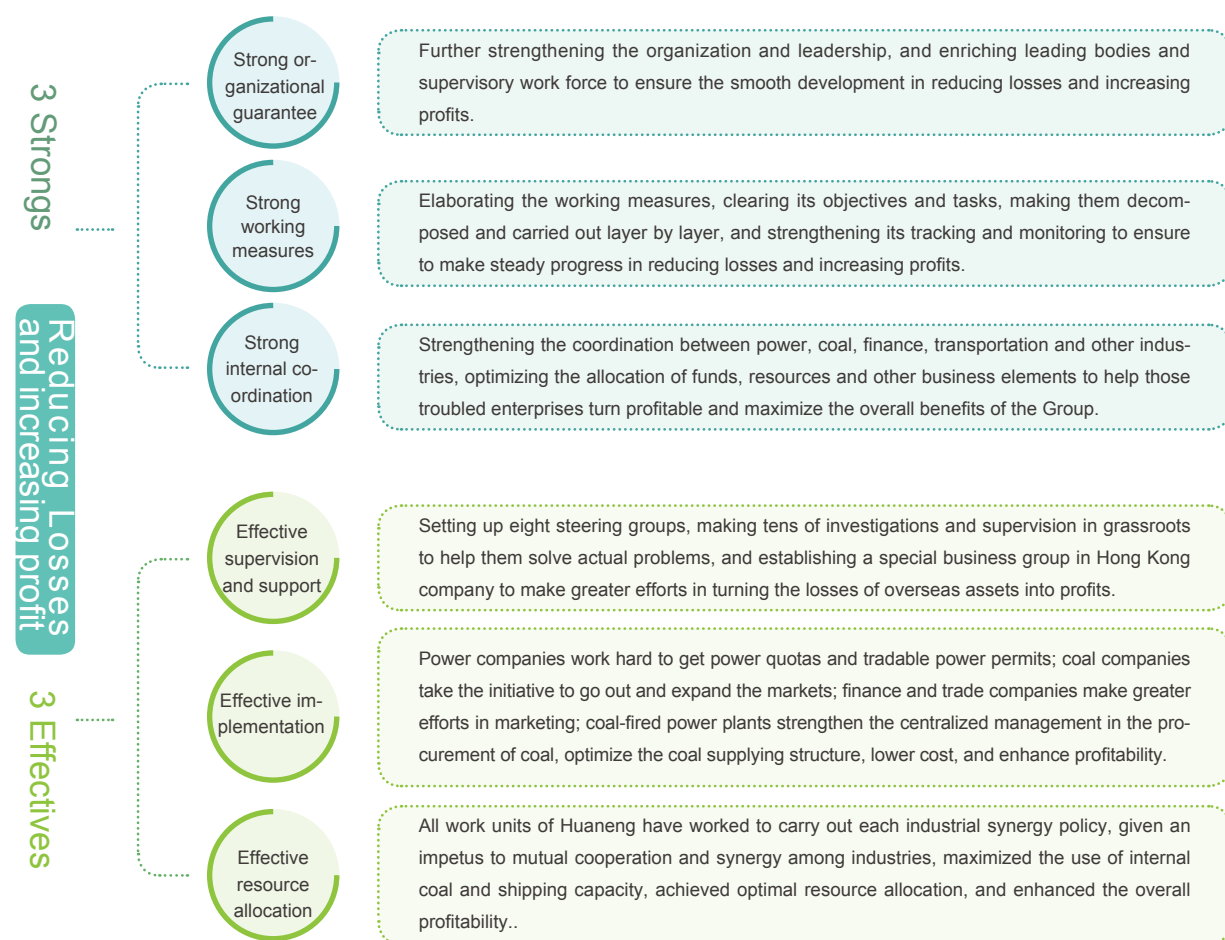 3 Strongs
Strong or-
ganizational
guarantee
Further strengthening the organization and leadership, and enriching leading bodies and
supervisory work force to ensure the smooth development in reducing losses and increasing
profits.
Strong
working
measures
Elaborating the working measures, clearing its objectives and tasks, making them decom-
posed and carried out layer by layer, and strengthening its tracking and monitoring to ensure
to make steady progress in reducing losses and increasing profits.
Strong
internal co-
ordination
Strengthening the coordination between power, coal, finance, transportation and other indus-
tries, optimizing the allocation of funds, resources and other business elements to help those
troubled enterprises turn profitable and maximize the overall benefits of the Group.
Reducing Losses
and increasing profit
3 Effectives
Effective
supervision
and support
Setting up eight steering groups, making tens of investigations and supervision in grassroots
to help them solve actual problems, and establishing a special business group in Hong Kong
company to make greater efforts in turning the losses of overseas assets into profits.
Effective im-
plementation
Power companies work hard to get power quotas and tradable power permits; coal companies
take the initiative to go out and expand the markets; finance and trade companies make greater
efforts in marketing; coal-fired power plants strengthen the centralized management in the pro-
curement of coal, optimize the coal supplying structure, lower cost, and enhance profitability.
Effective
resource
allocation
All work units of Huaneng have worked to carry out each industrial synergy policy, given an
impetus to mutual cooperation and synergy among industries, maximized the use of internal
coal and shipping capacity, achieved optimal resource allocation, and enhanced the overall
profitability..